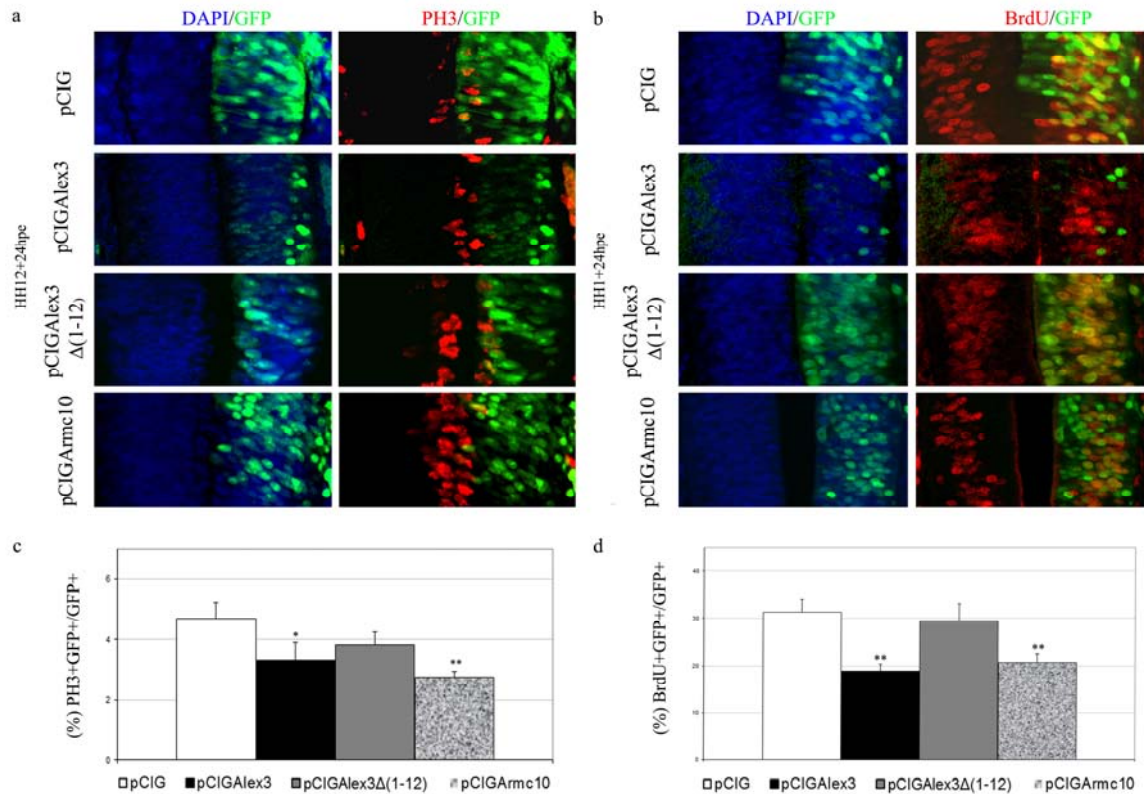 a
DAPI/GFP
PH3/GFP
HH12+24hpe
pCIG
pCIGAlex3
pCIGAlex3
Δ(1-12)
pCIGArmc10
b
DAPI/GFP
BrdU/GFP
HH1+24hpe
pCIG
pCIGAlex3
pCIGAlex3
Δ(1-12)
pCIGArmc10
c
(%) PH3+GFP+/GFP+
6
4
2
0
*
**
pCIG pCIGAlex3 pCIGAlex3Δ(1-12) pCIGArmc10
d
(%) BrdU+GFP+/GFP+
40
30
20
10
0
**
**
pCIG pCIGAlex3 pCIGAlex3Δ(1-12) pCIGArmc10